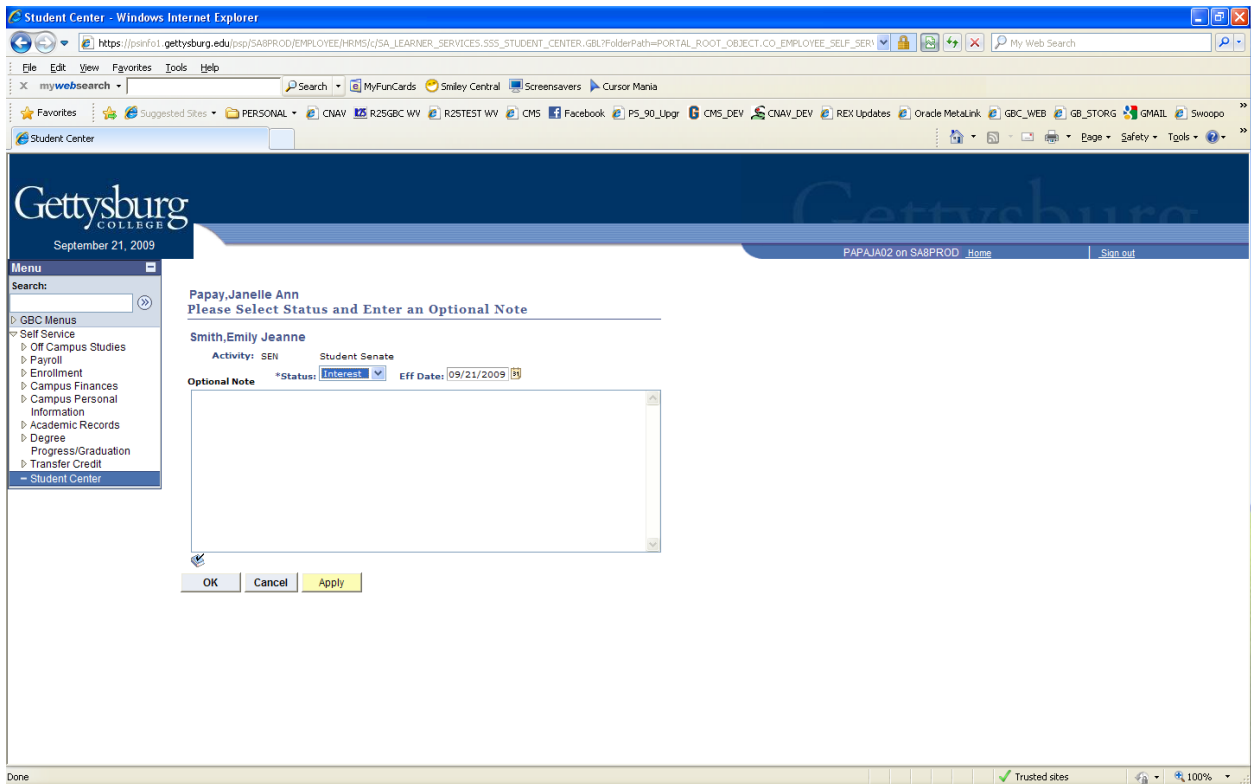 Student Center - Windows Internet Explorer
https://psinfo1.gettysburg.edu/psp/SA8PROD/EMPLOYEE/HRMS/c/SA_LEARNER_SERVICES.SSS_STUDENT_CENTER.GBL?FolderPath=PORTAL_ROOT_OBJECT.CO_EMPLOYEE_SELF_SERV My Web Search
File Edit View Favorites Tools Help
X mywebsearch Search MyFunCards Smiley Central Screensavers Cursor Mania
Favorites Suggested Sites PERSONAL CNAV R25GBC WV R25TEST WV CMS Facebook PS_90_Upgr CMS_DEV CNAV_DEV REX Updates Oracle MetaLink GBC_WEB GB_STORG GMAIL Swoopo »
Student Center Page Safety Tools »
Gettysburg
COLLEGE
Gettysburg
September 21, 2009
PAPAJA02 on SA8PROD Home Sign out
Menu
Search:
GBC Menus
Self Service
Off Campus Studies
Payroll
Enrollment
Campus Finances
Campus Personal
Information
Academic Records
Degree
Progress/Graduation
Transfer Credit
Student Center
Papay,Janelle Ann
Please Select Status and Enter an Optional Note
Smith,Emily Jeanne
Activity: SEN Student Senate
*Status: Interest Eff Date: 09/21/2009 31
Optional Note
OK Cancel Apply
Done Trusted sites 100%